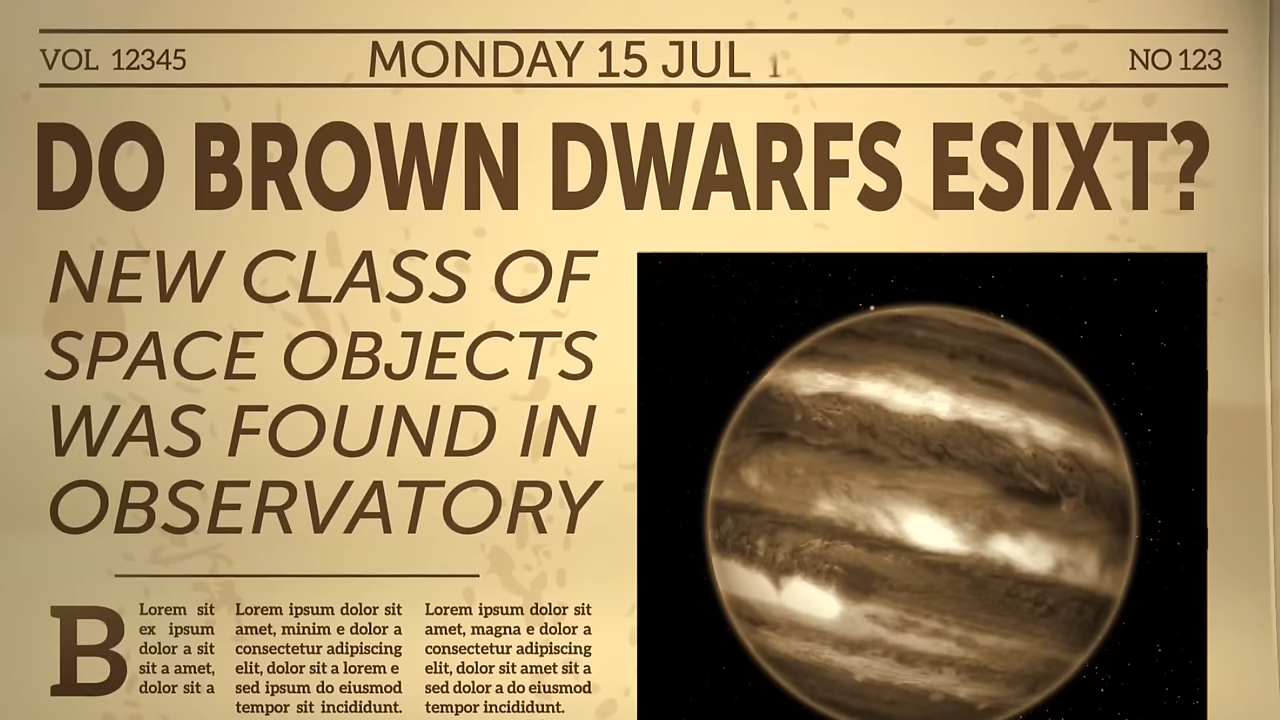 VOL 12345
MONDAY 15 JUL 1
NO 123
DO BROWN DWARFS ESIXT?
NEW CLASS OF
SPACE OBJECTS
WAS FOUND IN
OBSERVATORY
B
Lorem sit
ex ipsum
dolor a sit
sit a amet,
dolor sit a
Lorem ipsum dolor sit
amet, minim e dolor a
consectetur adipiscing
elit, dolor sit a lorem e
sed ipsum do eiusmod
tempor sit incididunt.
Lorem ipsum dolor sit
amet, magna e dolor a
consectetur adipiscing
elit, dolor sit amet sit a
sed dolor a do eiusmod
tempor incididunt.